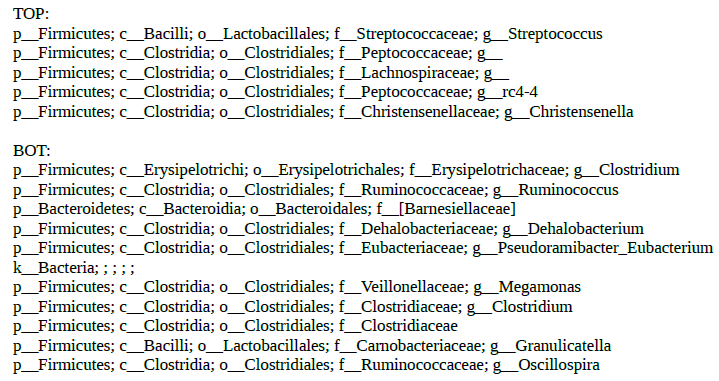 TOP:
p__Firmicutes; c__Bacilli; o__Lactobacillales; f__Streptococcaceae; g__Streptococcus
p__Firmicutes; c__Clostridia; o__Clostridiales; f__Peptococcaceae; g__
p__Firmicutes; c__Clostridia; o__Clostridiales; f__Lachnospiraceae; g__
p__Firmicutes; c__Clostridia; o__Clostridiales; f__Peptococcaceae; g__rc4-4
p__Firmicutes; c__Clostridia; o__Clostridiales; f__Christensenellaceae; g__Christensenella
BOT:
p__Firmicutes; c__Erysipelotrichi; o__Erysipelotrichales; f__Erysipelotrichaceae; g__Clostridium
p__Firmicutes; c__Clostridia; o__Clostridiales; f__Ruminococcaceae; g__Ruminococcus
p__Bacteroidetes; c__Bacteroidia; o__Bacteroidales; f__[Barnesiellaceae]
p__Firmicutes; c__Clostridia; o__Clostridiales; f__Dehalobacteriaceae; g__Dehalobacterium
p__Firmicutes; c__Clostridia; o__Clostridiales; f__Eubacteriaceae; g__Pseudoramibacter_Eubacterium
k__Bacteria; ; ; ; ;
p__Firmicutes; c__Clostridia; o__Clostridiales; f__Veillonellaceae; g__Megamonas
p__Firmicutes; c__Clostridia; o__Clostridiales; f__Clostridiaceae; g__Clostridium
p__Firmicutes; c__Clostridia; o__Clostridiales; f__Clostridiaceae
p__Firmicutes; c__Bacilli; o__Lactobacillales; f__Carnobacteriaceae; g__Granulicatella
p__Firmicutes; c__Clostridia; o__Clostridiales; f__Ruminococcaceae; g__Oscillospira